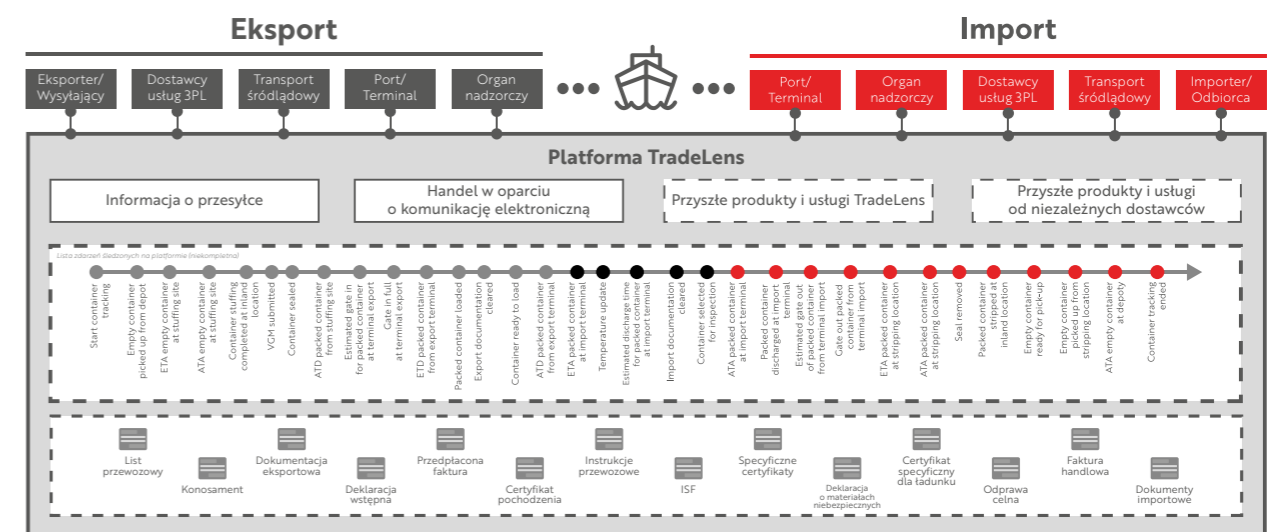 Eksport
Import
Eksporter/
Wysyłający
Dostawcy
usług 3PL
Transport
śródlądowy
Port/
Terminal
Organ
nadzorczy
Port/
Terminal
Organ
nadzorczy
Dostawcy
usług 3PL
Transport
śródlądowy
Importer/
Odbiorca
Platforma TradeLens
Informacja o przesyłce
Handel w oparciu
o komunikację elektroniczną
Przyszłe produkty i usługi TradeLens
Przyszłe produkty i usługi
od niezależnych dostawców
Lista zdarzeń śledzonych na platformie (niekompletna)
Start container
tracking
Empty container
picked up from depot
ETA empty container
at stuffing site
ATA empty container
at stuffing site
Container stuffing
completed at inland
location
VGM submitted
Container sealed
ATD packed container
from stuffing site
Estimated gate in
for packed container
at terminal export
Gate in full
at terminal export
ETD packed container
from export terminal
Packed container loaded
Export documentation
cleared
Container ready to load
ATD packed container
from export terminal
ETA packed container
at import terminal
Temperature update
Estimated discharge time
for packed container
at import terminal
Import documentation
cleared
Container selected
for inspection
ATA packed container
at import terminal
Packed container
discharged at import
terminal
Estimated gate out
of packed container
from terminal import
Gate out packed
container from
terminal import
ETA packed container
at stripping location
ATA packed container
at stripping location
Seal removed
Packed container
stripped at
inland location
Empty container
ready for pick-up
Empty container
picked up from
stripping location
ATA empty container
at depoty
Container tracking
ended
List
przewozowy
Konosament
Dokumentacja
eksportowa
Deklaracja
wstępna
Przedpłacona
faktura
Certyfikat
pochodzenia
Instrukcje
przewozowe
ISF
Specyficzne
certyfikaty
Deklaracja
o materiałach
niebezpiecznych
Certyfikat
specyficzny
dla ładunku
Odprawa
celna
Faktura
handlowa
Dokumenty
importowe